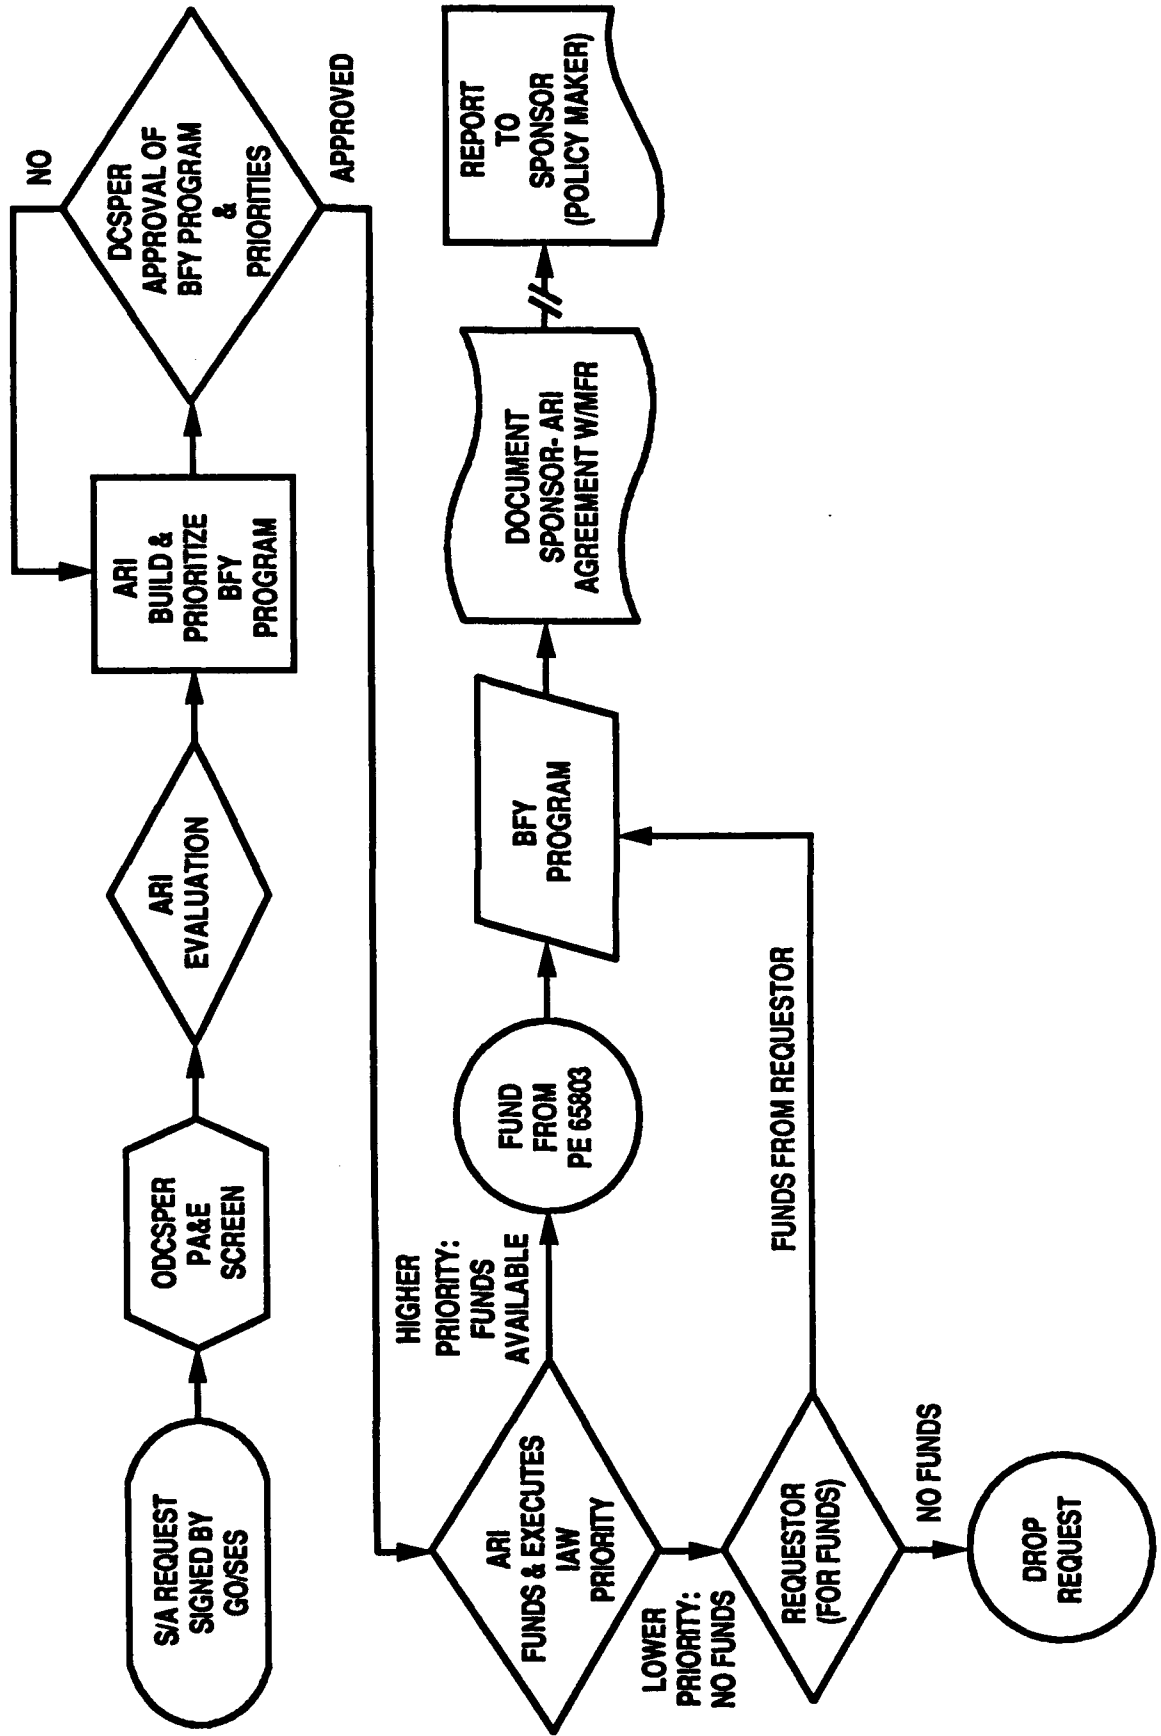 S/A REQUEST
SIGNED BY
GO/SES
ODCSPER
PA&E
SCREEN
ARI
EVALUATION
ARI
BUILD &
PRIORITIZE
BFY
PROGRAM
NO
DCSPER
APPROVAL OF
BFY PROGRAM
&
PRIORITIES
APPROVED
ARI
FUNDS & EXECUTES
IAW
PRIORITY
HIGHER
PRIORITY:
FUNDS
AVAILABLE
FUND
FROM
PE 65803
BFY
PROGRAM
DOCUMENT
SPONSOR- ARI
AGREEMENT W/MFR
REPORT
TO
SPONSOR
(POLICY MAKER)
LOWER
PRIORITY:
NO FUNDS
REQUESTOR
(FOR FUNDS)
FUNDS FROM REQUESTOR
NO FUNDS
DROP
REQUEST